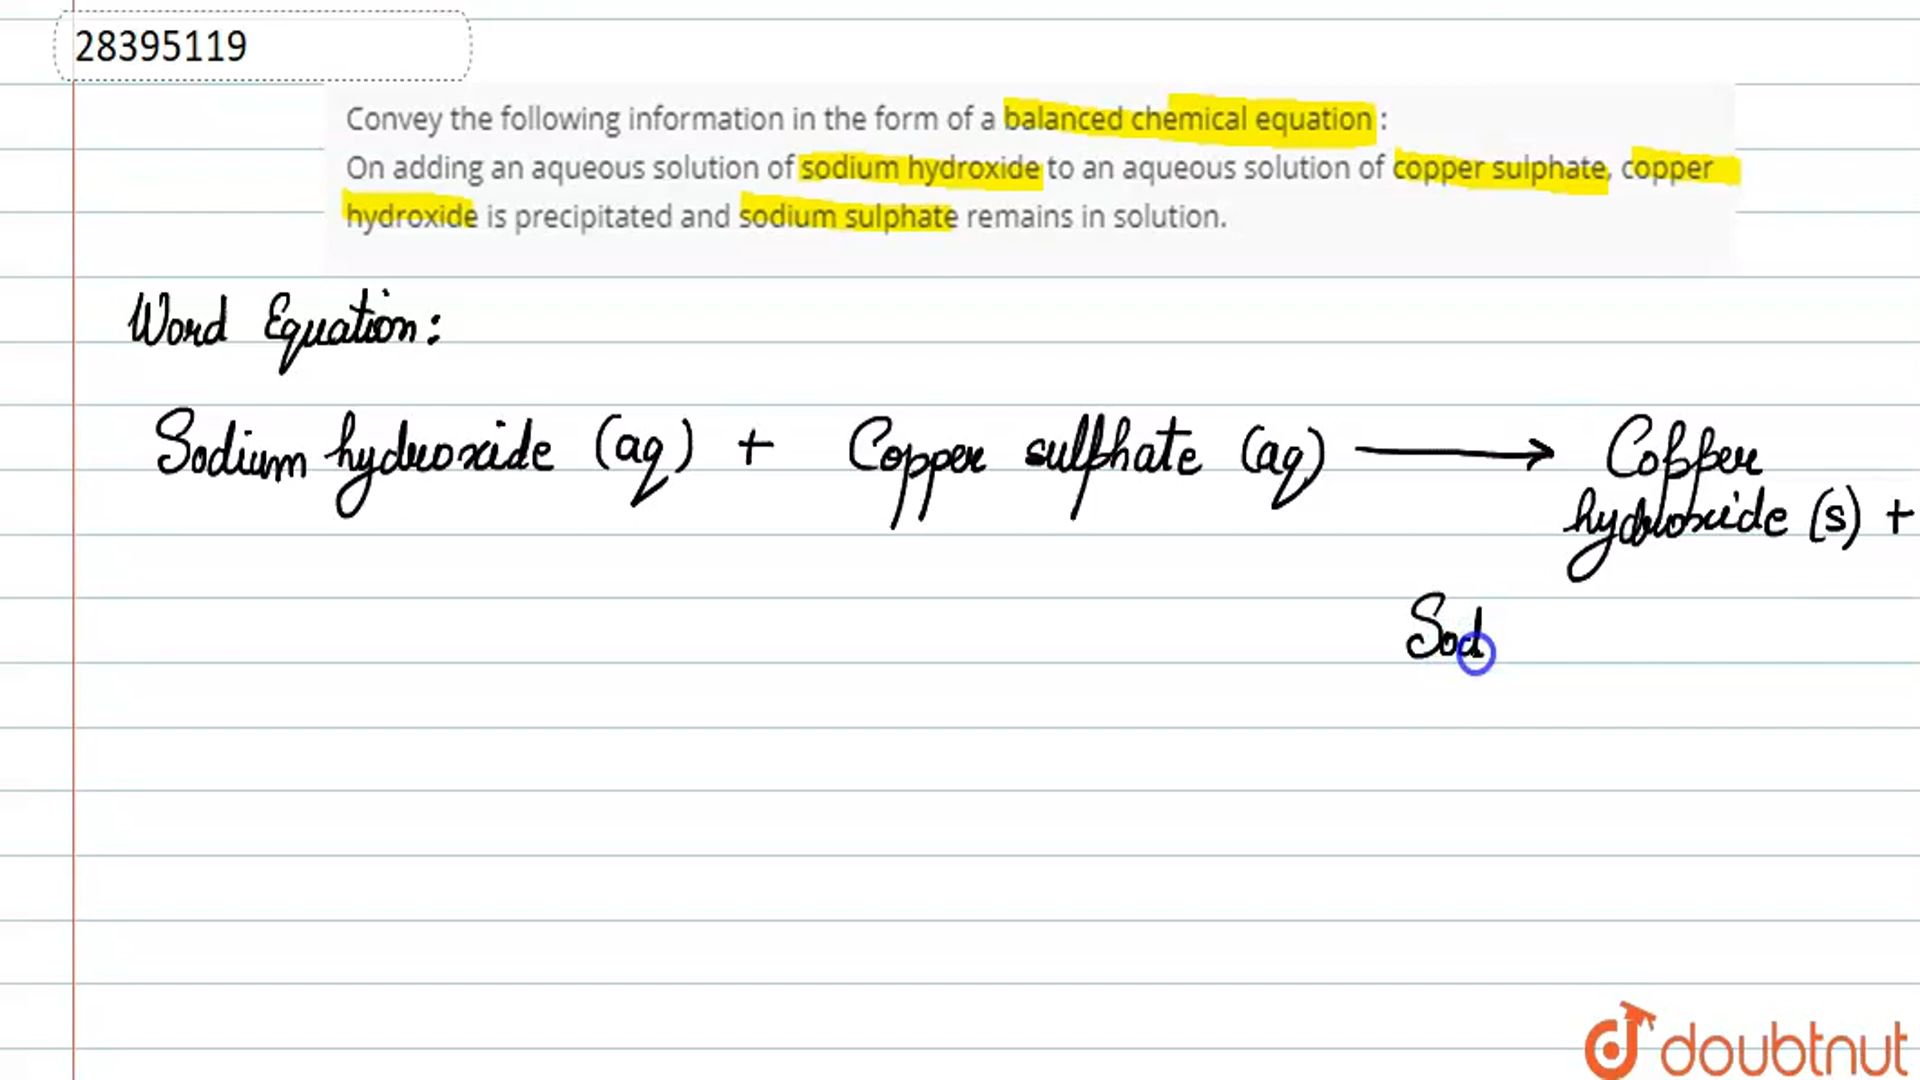 28395119
Convey the following information in the form of a balanced chemical equation :
On adding an aqueous solution of sodium hydroxide to an aqueous solution of copper sulphate, copper
hydroxide is precipitated and sodium sulphate remains in solution.
Word Equation:
Sodium hydroxide (aq) + Copper sulphate (aq) ⟶ Copper
hydroxide (s) +
Sod
doubtnut